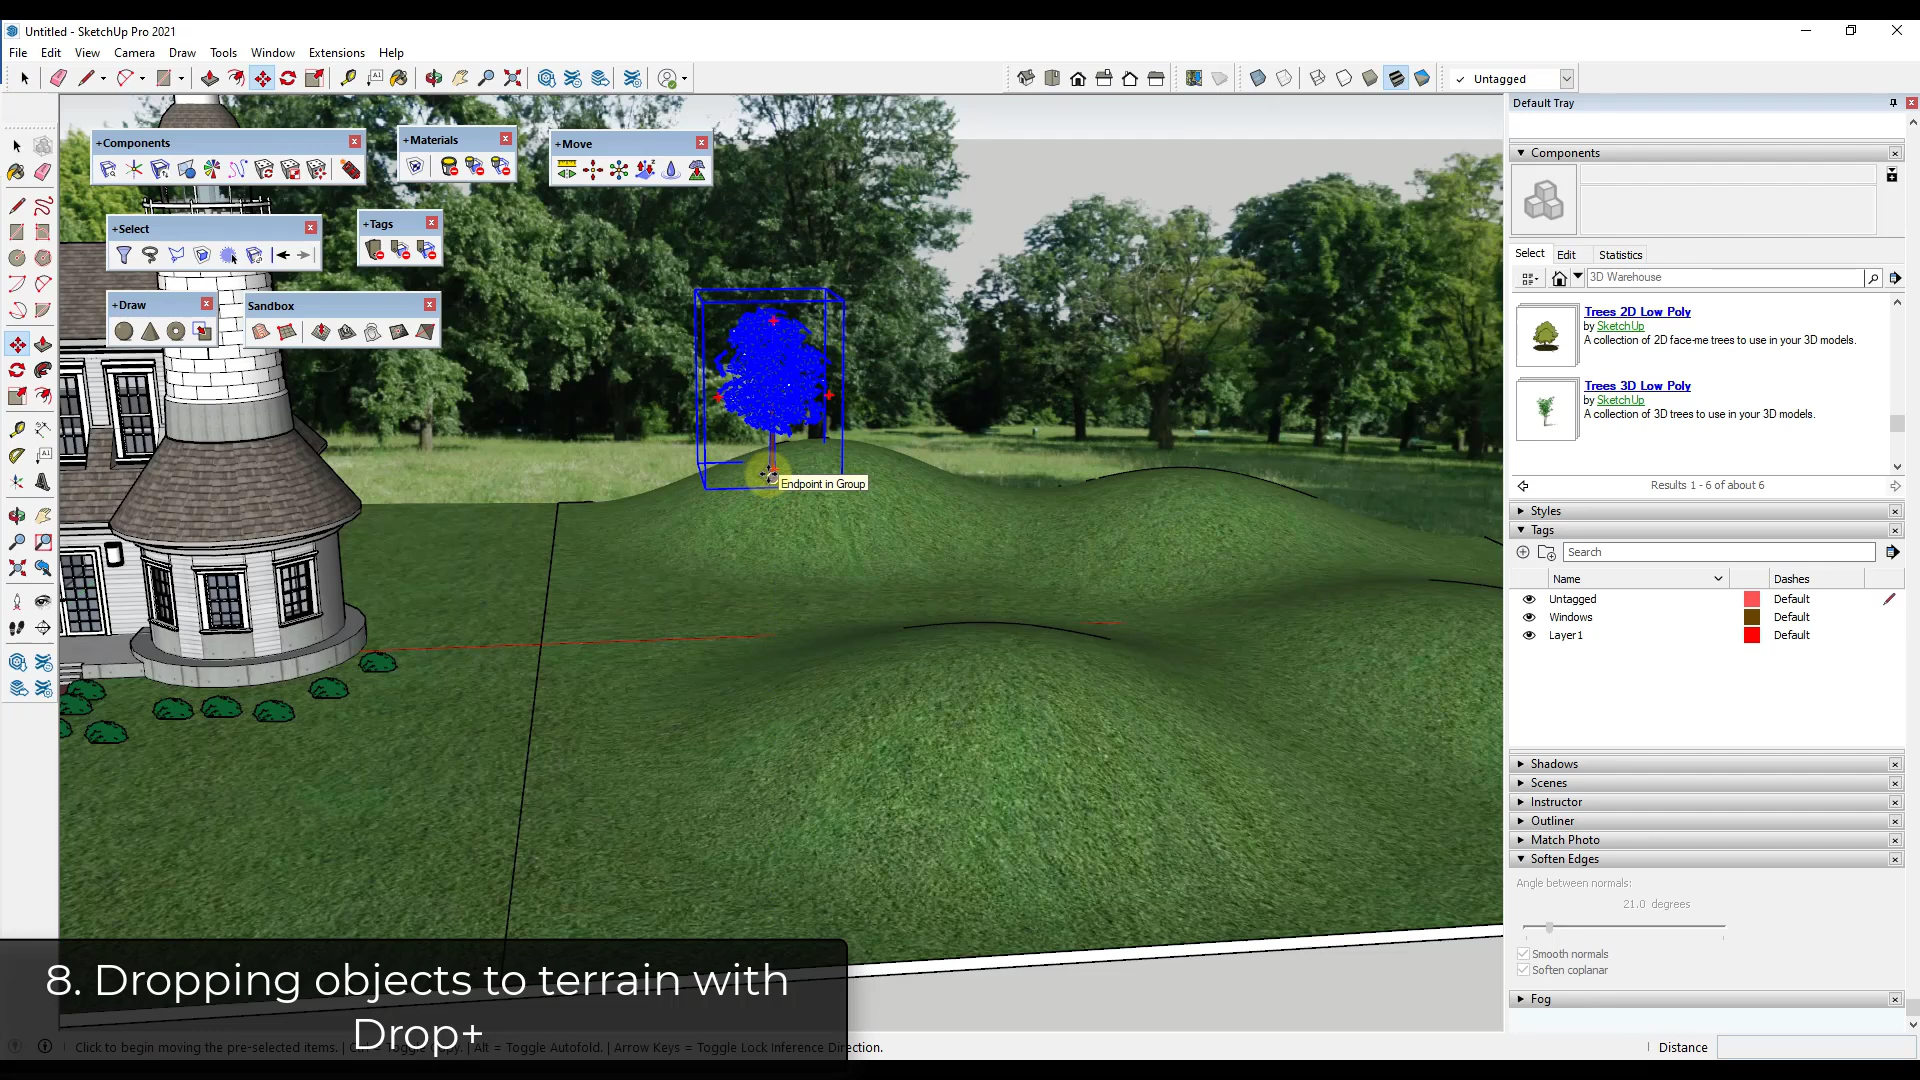 Untitled - SketchUp Pro 2021
File Edit View Camera Draw Tools Window Extensions Help
Untagged
Default Tray
+Components
+Materials
+Move
+Select
+Tags
+Draw
Sandbox
Endpoint in Group
Components
Select Edit Statistics
3D Warehouse
Trees 2D Low Poly
by SketchUp
A collection of 2D face-me trees to use in your 3D models.
Trees 3D Low Poly
by SketchUp
A collection of 3D trees to use in your 3D models.
Results 1 - 6 of about 6
Styles
Tags
Search
Name Dashes
Untagged Default
Windows Default
Layer1 Default
Shadows
Scenes
Instructor
Outliner
Match Photo
Soften Edges
Angle between normals:
21.0 degrees
Smooth normals
Soften coplanar
Fog
8. Dropping objects to terrain with
Drop+
Click to begin moving the pre-selected items. | Ctrl = Toggle Copy. | Alt = Toggle Autofold. | Arrow Keys = Toggle Lock Inference Direction.
Distance